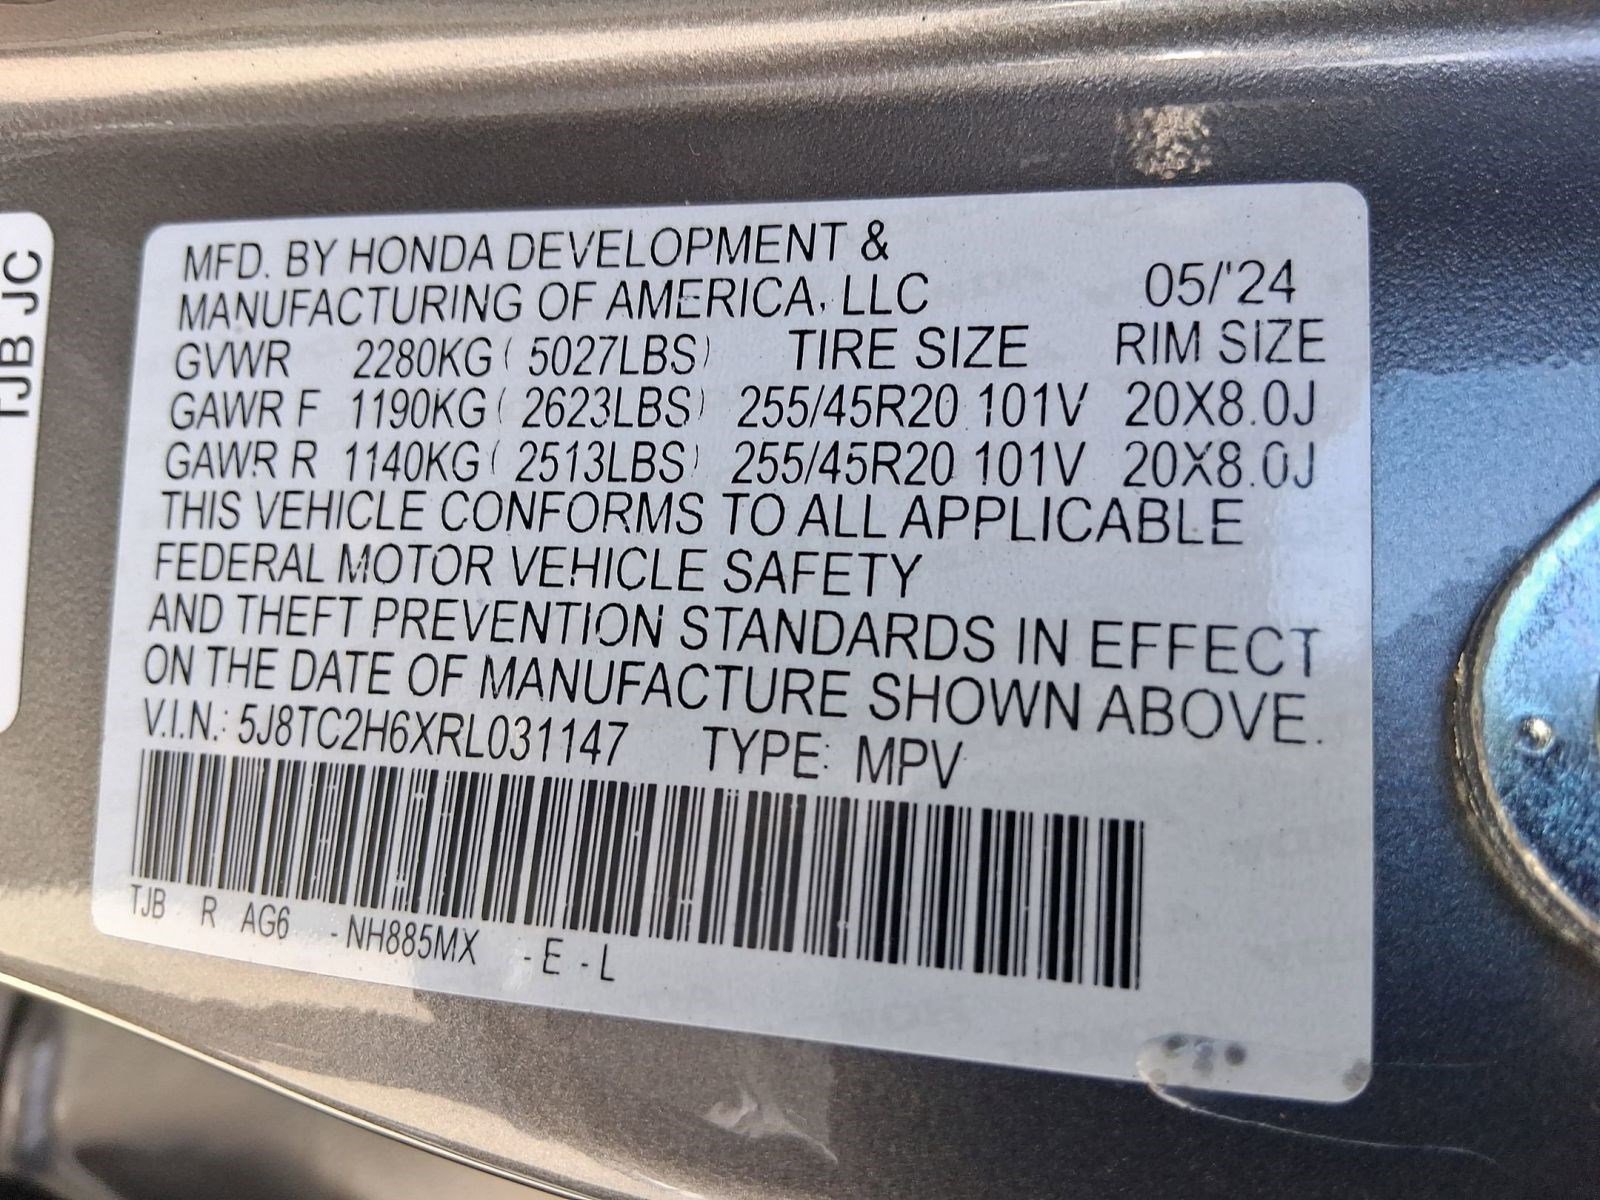 TJB JC
MFD. BY HONDA DEVELOPMENT &
MANUFACTURING OF AMERICA, LLC 05/'24
GVWR 2280KG ( 5027LBS) TIRE SIZE RIM SIZE
GAWR F 1190KG ( 2623LBS) 255/45R20 101V 20X8.0J
GAWR R 1140KG ( 2513LBS) 255/45R20 101V 20X8.0J
THIS VEHICLE CONFORMS TO ALL APPLICABLE
FEDERAL MOTOR VEHICLE SAFETY
AND THEFT PREVENTION STANDARDS IN EFFECT
ON THE DATE OF MANUFACTURE SHOWN ABOVE.
V.I.N.: 5J8TC2H6XRL031147 TYPE: MPV
TJB R AG6 -NH885MX -E -L